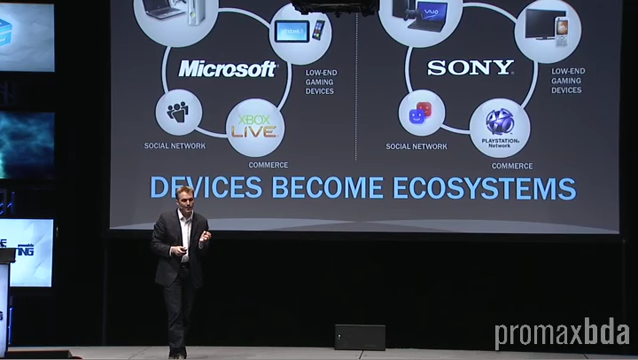 Microsoft
SONY
LOW-END
GAMING
DEVICES
LOW-END
GAMING
DEVICES
XBOX
LIVE
PLAYSTATION
Network
SOCIAL NETWORK
SOCIAL NETWORK
COMMERCE
COMMERCE
DEVICES BECOME ECOSYSTEMS
promaxbda